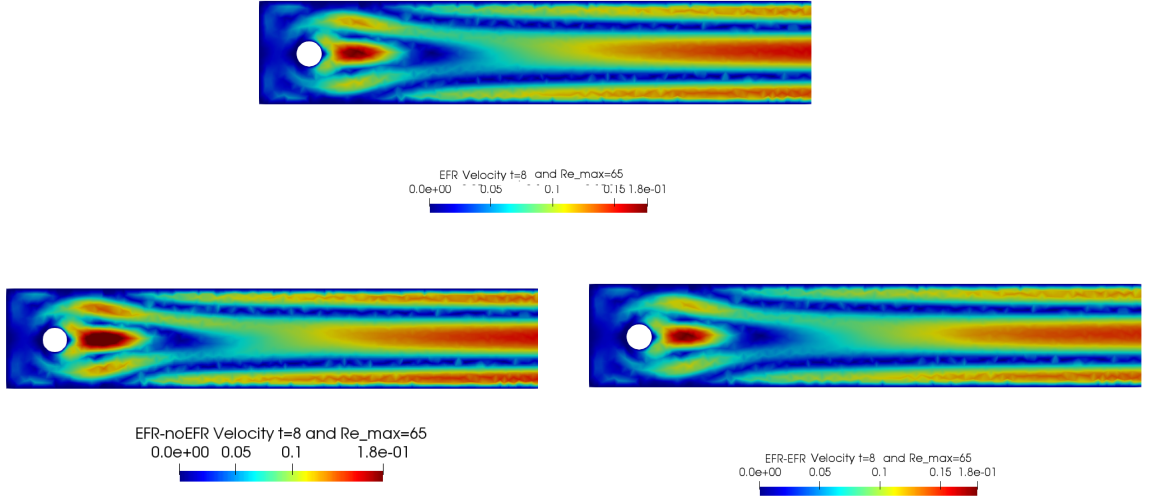 EFR Velocity t=8 and Re_max=65
0.0e+00 0.05 0.1 0.15 1.8e-01
EFR-noEFR Velocity t=8 and Re_max=65
0.0e+00 0.05 0.1 1.8e-01
EFR-EFR Velocity t=8 and Re_max=65
0.0e+00 0.05 0.1 0.15 1.8e-01